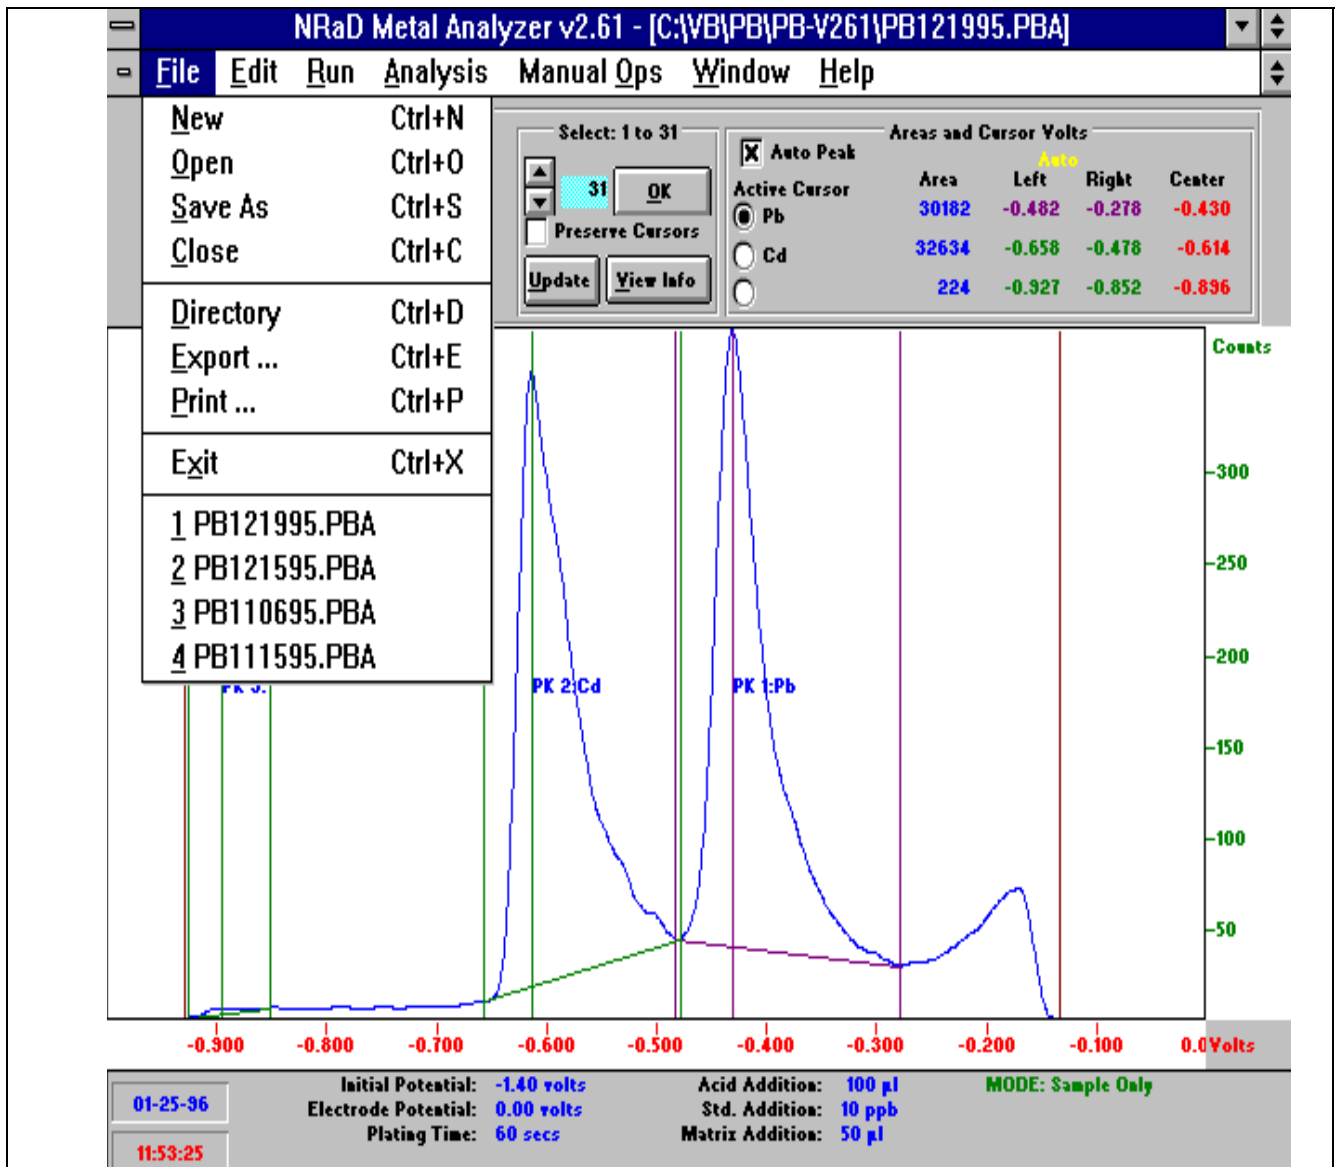 NRaD Metal Analyzer v2.61 - [C:\VB\PB\PB-V261\PB121995.PBA]
File Edit Run Analysis Manual Ops Window Help
New Ctrl+N
Open Ctrl+O
Save As Ctrl+S
Close Ctrl+C
Directory Ctrl+D
Export ... Ctrl+E
Print ... Ctrl+P
Exit Ctrl+X
1 PB121995.PBA
2 PB121595.PBA
3 PB110695.PBA
4 PB111595.PBA
Select: 1 to 31
31 OK
Preserve Cursors
Update View Info
Areas and Cursor Volts
X Auto Peak
Auto
Active Cursor Area Left Right Center
Pb 30182 -0.482 -0.278 -0.430
Cd 32634 -0.658 -0.478 -0.614
224 -0.927 -0.852 -0.896
Counts
300
250
200
PK 2:Cd PK 1:Pb
150
100
50
-0.900 -0.800 -0.700 -0.600 -0.500 -0.400 -0.300 -0.200 -0.100 0.0 Volts
01-25-96
11:53:25
Initial Potential: -1.40 volts
Electrode Potential: 0.00 volts
Plating Time: 60 secs
Acid Addition: 100 µl
Std. Addition: 10 ppb
Matrix Addition: 50 µl
MODE: Sample Only